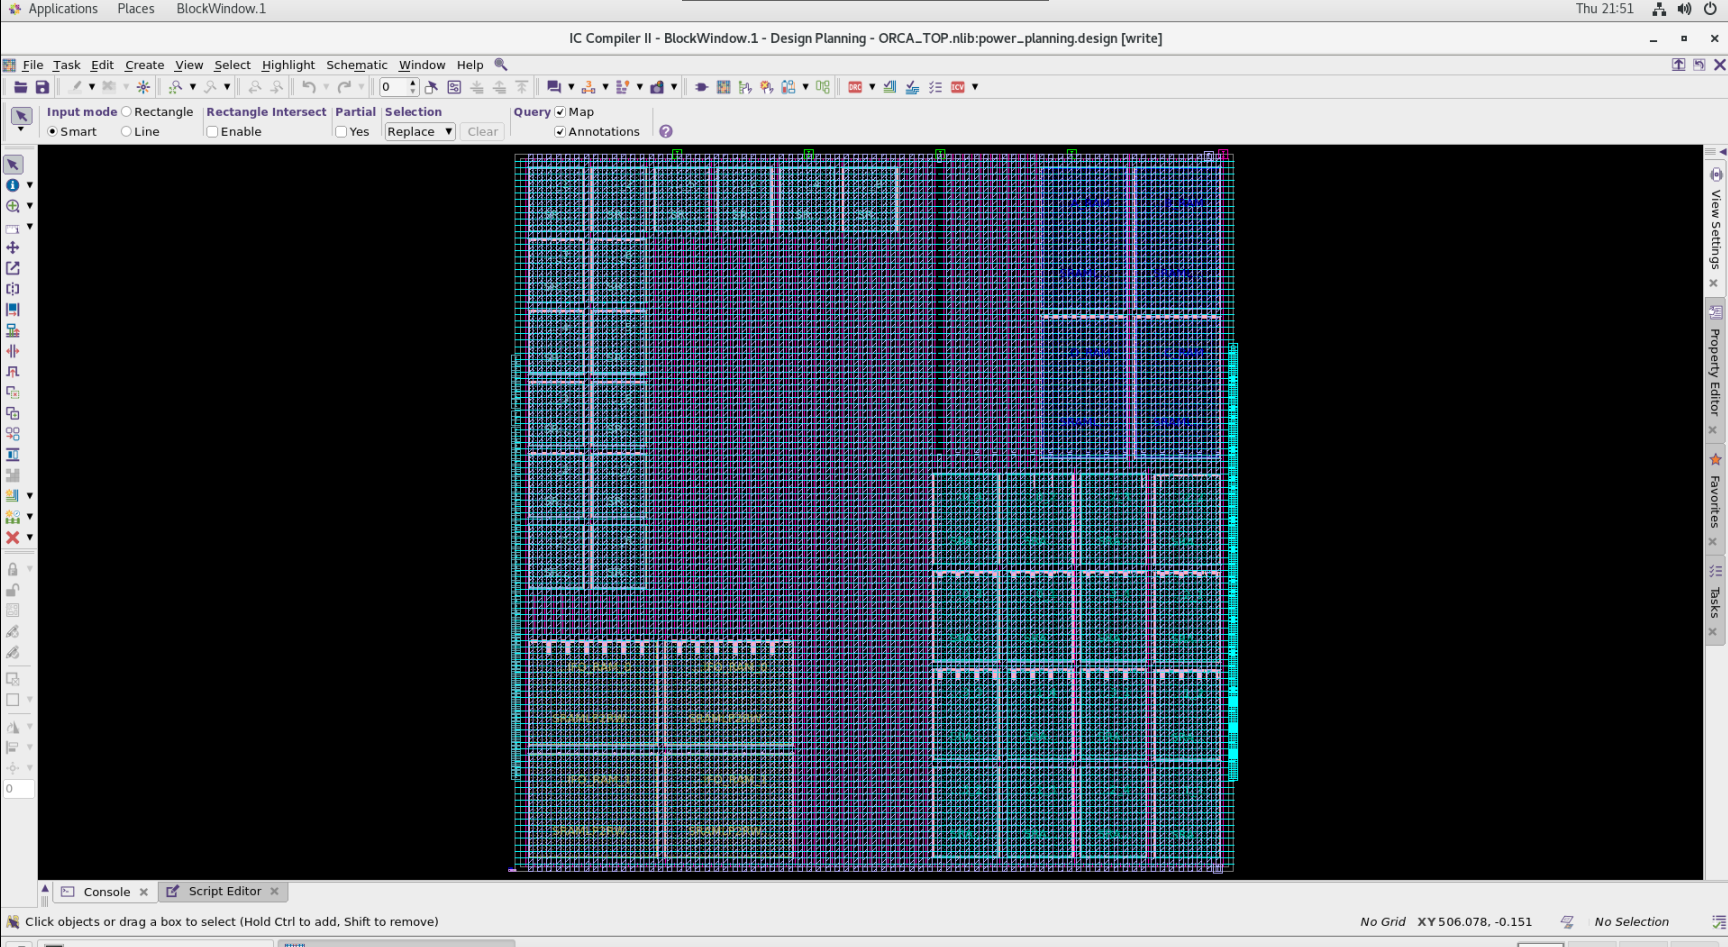 Applications Places BlockWindow.1 Thu 21:51
IC Compiler II - BlockWindow.1 - Design Planning - ORCA_TOP.nlib:power_planning.design [write]
File Task Edit Create View Select Highlight Schematic Window Help
0 DRC ICV
Input mode Rectangle Rectangle Intersect Partial Selection Query Map
Smart Line Enable Yes Replace Clear Annotations
View Settings
Property Editor
Favorites
Tasks
0
Console Script Editor
Click objects or drag a box to select (Hold Ctrl to add, Shift to remove) No Grid XY 506.078, -0.151 No Selection